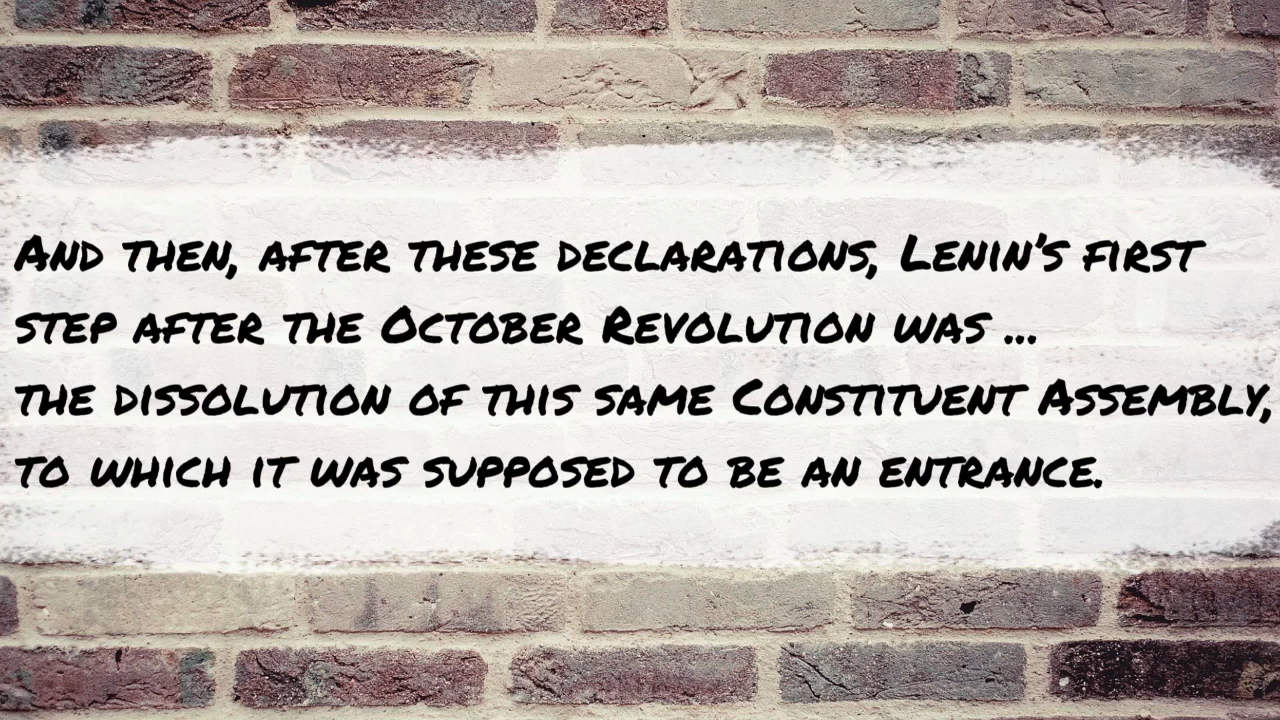 And then, after these declarations, Lenin's first
step after the October Revolution was ...
the dissolution of this same Constituent Assembly,
to which it was supposed to be an entrance.